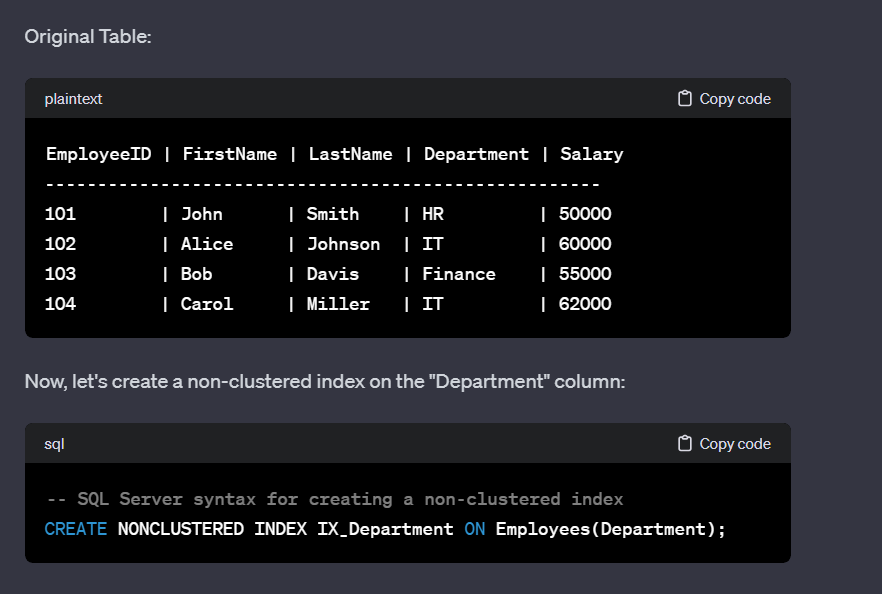 Original Table:
plaintext Copy code
EmployeeID | FirstName | LastName | Department | Salary
-----------------------------------------------------
101 | John | Smith | HR | 50000
102 | Alice | Johnson | IT | 60000
103 | Bob | Davis | Finance | 55000
104 | Carol | Miller | IT | 62000
Now, let's create a non-clustered index on the "Department" column:
sql Copy code
-- SQL Server syntax for creating a non-clustered index
CREATE NONCLUSTERED INDEX IX_Department ON Employees(Department);